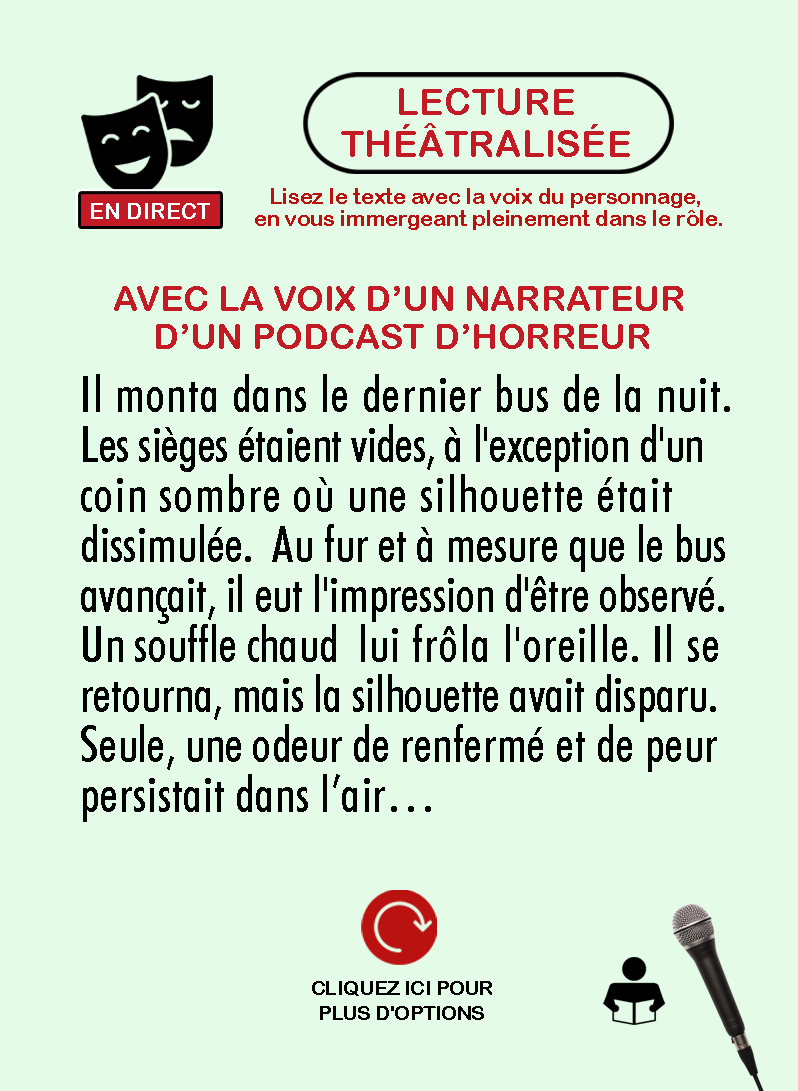 LECTURE
THÉÂTRALISÉE
EN DIRECT
Lisez le texte avec la voix du personnage,
en vous immergeant pleinement dans le rôle.
AVEC LA VOIX D’UN NARRATEUR
D’UN PODCAST D’HORREUR
Il monta dans le dernier bus de la nuit.
Les sièges étaient vides, à l'exception d'un
coin sombre où une silhouette était
dissimulée. Au fur et à mesure que le bus
avançait, il eut l'impression d'être observé.
Un souffle chaud lui frôla l'oreille. Il se
retourna, mais la silhouette avait disparu.
Seule, une odeur de renfermé et de peur
persistait dans l’air…
CLIQUEZ ICI POUR
PLUS D'OPTIONS